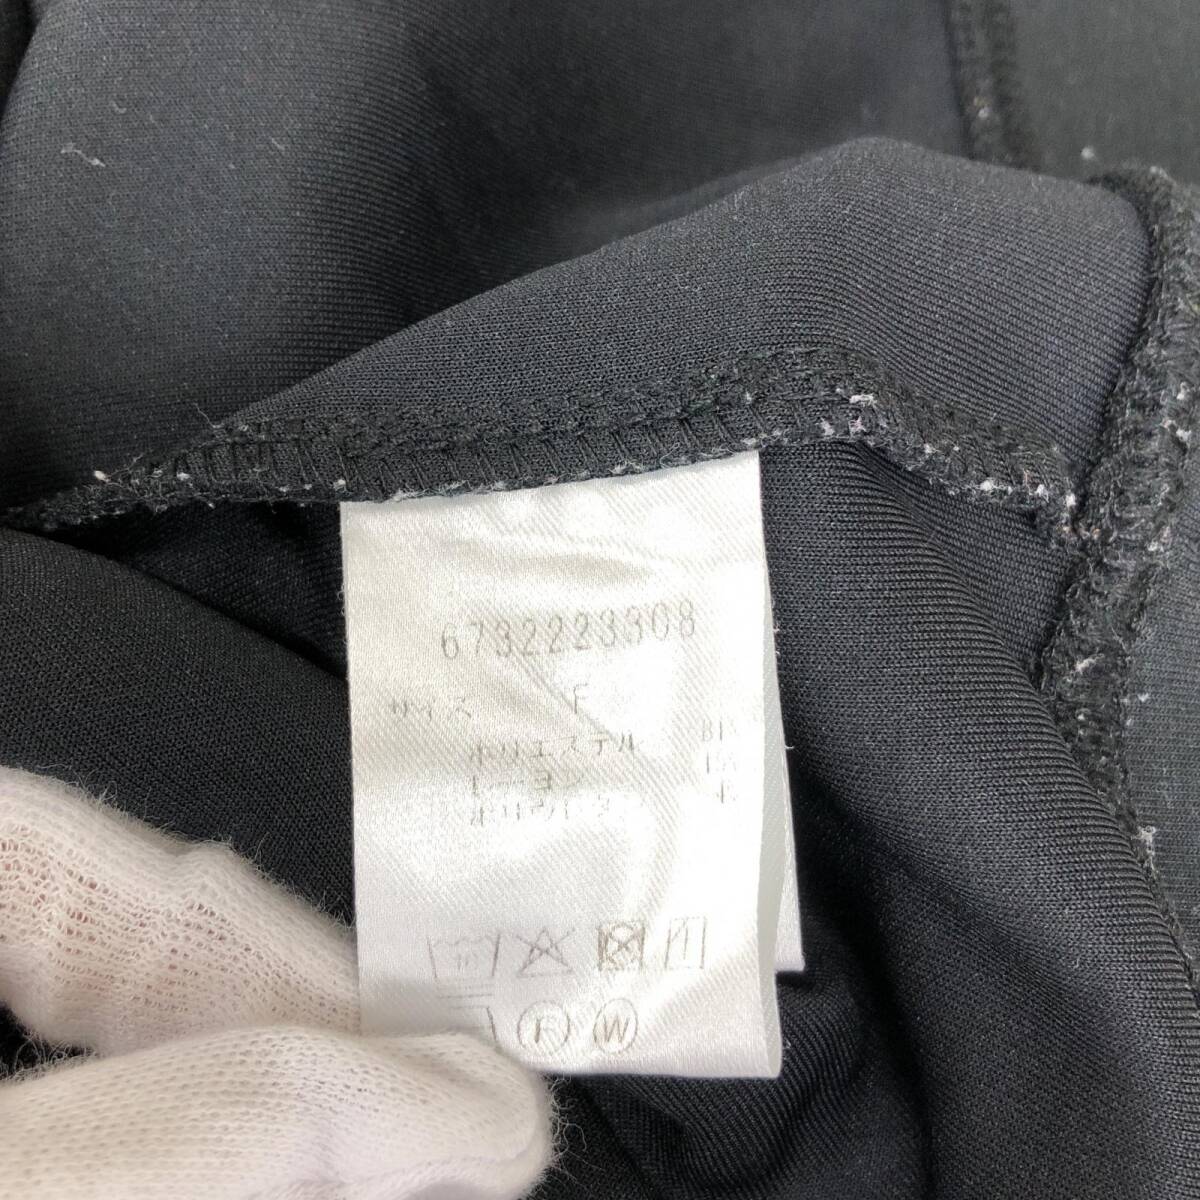 6732223308
サイズ F
ポリエステル
レーヨン
ポリウレタン
F W